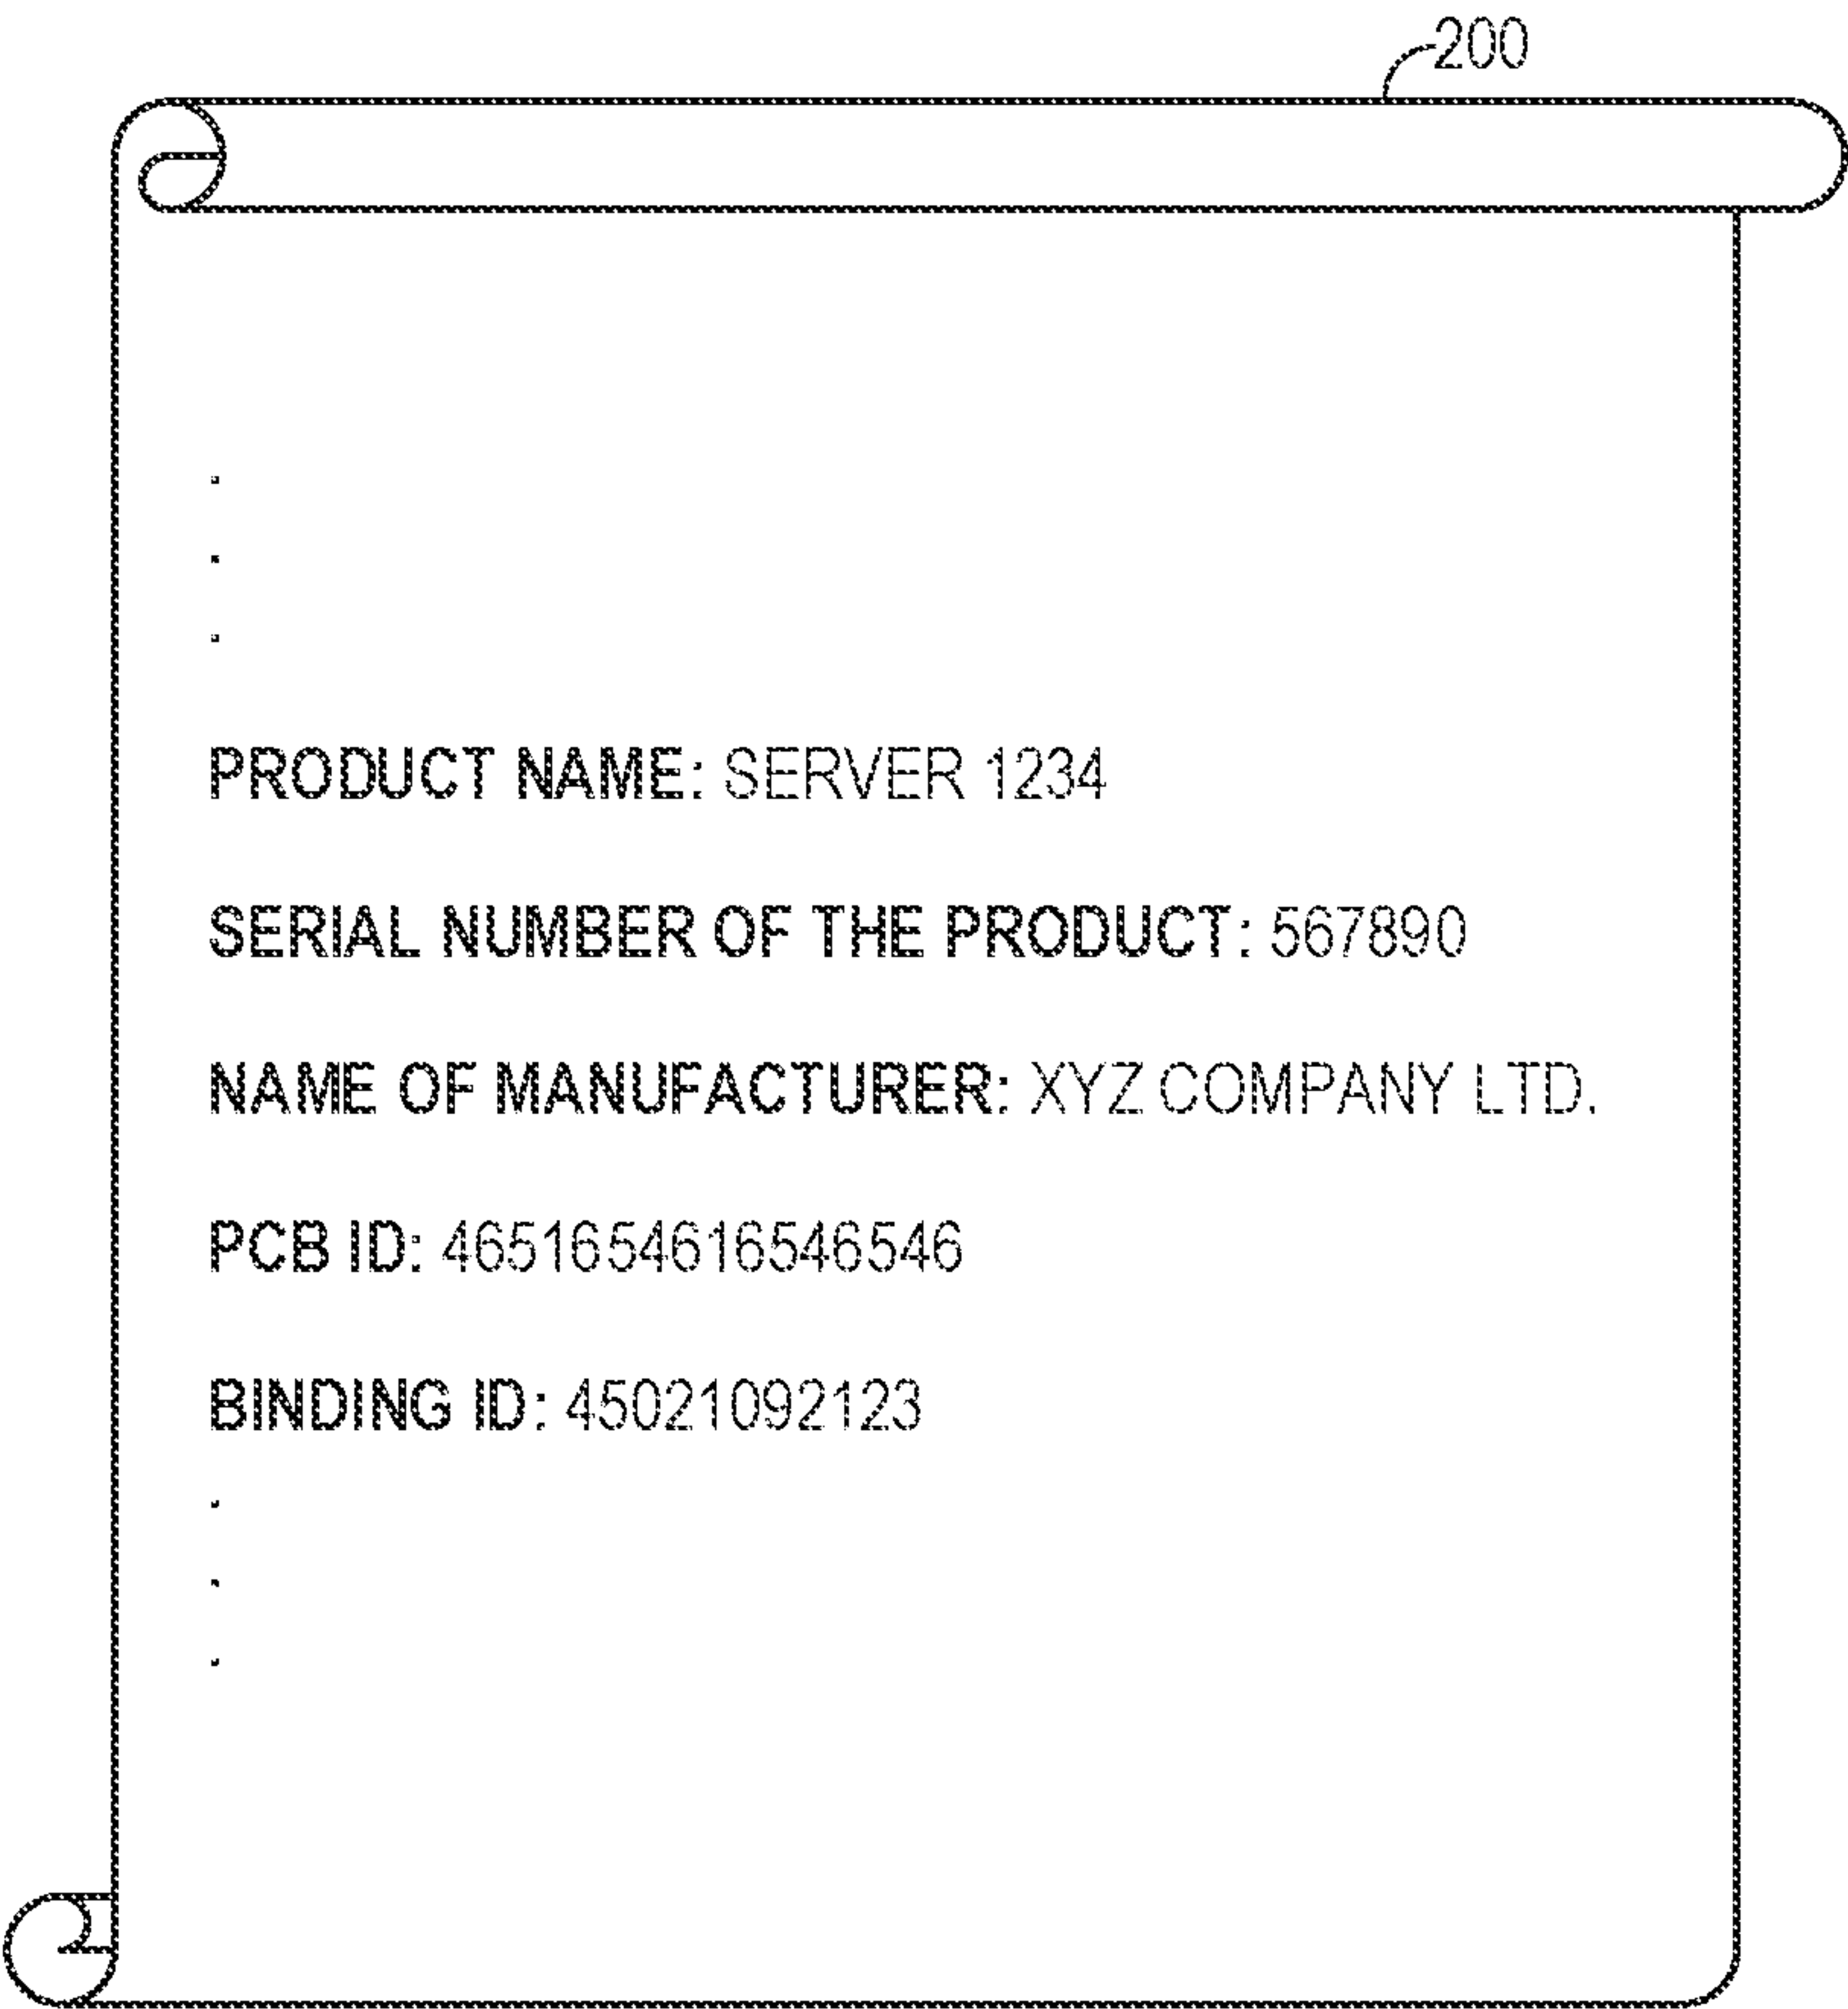 200
.
.
.
PRODUCT NAME: SERVER 1234
SERIAL NUMBER OF THE PRODUCT: 567890
NAME OF MANUFACTURER: XYZ COMPANY LTD.
PCB ID: 4651654616546546
BINDING ID: 45021092123
.
.
.